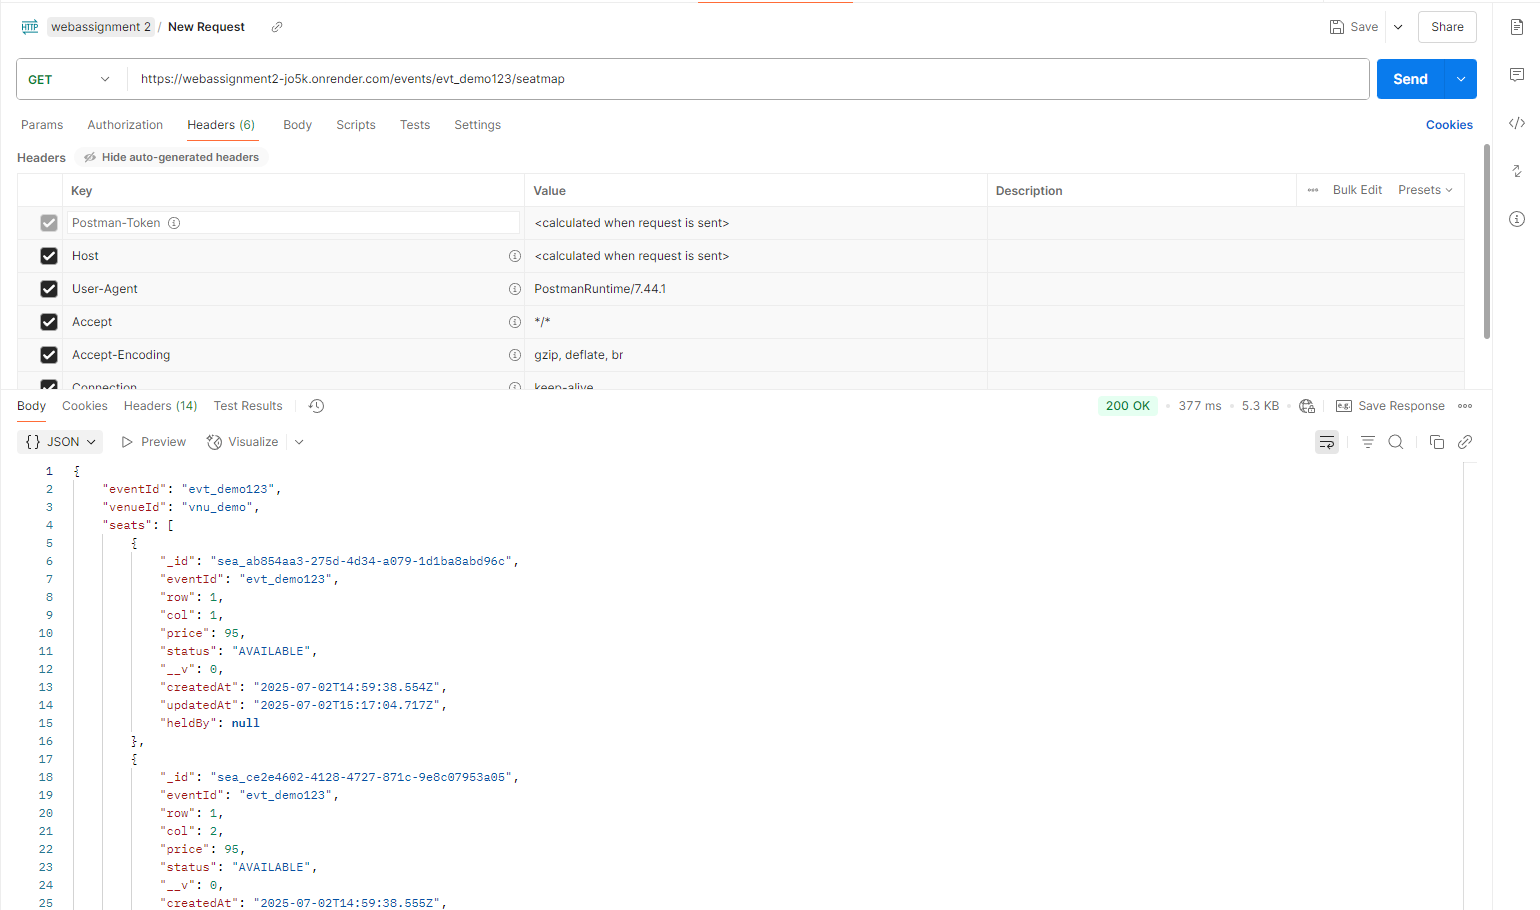 HTTP webassignment 2 / New Request Save Share
GET https://webassignment2-jo5k.onrender.com/events/evt_demo123/seatmap Send
Params Authorization Headers (6) Body Scripts Tests Settings Cookies
Headers Hide auto-generated headers
Key Value Description ••• Bulk Edit Presets
Postman-Token <calculated when request is sent>
Host <calculated when request is sent>
User-Agent PostmanRuntime/7.44.1
Accept */*
Accept-Encoding gzip, deflate, br
Connection keep-alive
Body Cookies Headers (14) Test Results 200 OK • 377 ms • 5.3 KB • e.g. Save Response •••
{} JSON Preview Visualize
1 {
2 "eventId": "evt_demo123",
3 "venueId": "vnu_demo",
4 "seats": [
5 {
6 "_id": "sea_ab854aa3-275d-4d34-a079-1d1ba8abd96c",
7 "eventId": "evt_demo123",
8 "row": 1,
9 "col": 1,
10 "price": 95,
11 "status": "AVAILABLE",
12 "__v": 0,
13 "createdAt": "2025-07-02T14:59:38.554Z",
14 "updatedAt": "2025-07-02T15:17:04.717Z",
15 "heldBy": null
16 },
17 {
18 "_id": "sea_ce2e4602-4128-4727-871c-9e8c07953a05",
19 "eventId": "evt_demo123",
20 "row": 1,
21 "col": 2,
22 "price": 95,
23 "status": "AVAILABLE",
24 "__v": 0,
25 "createdAt": "2025-07-02T14:59:38.555Z",